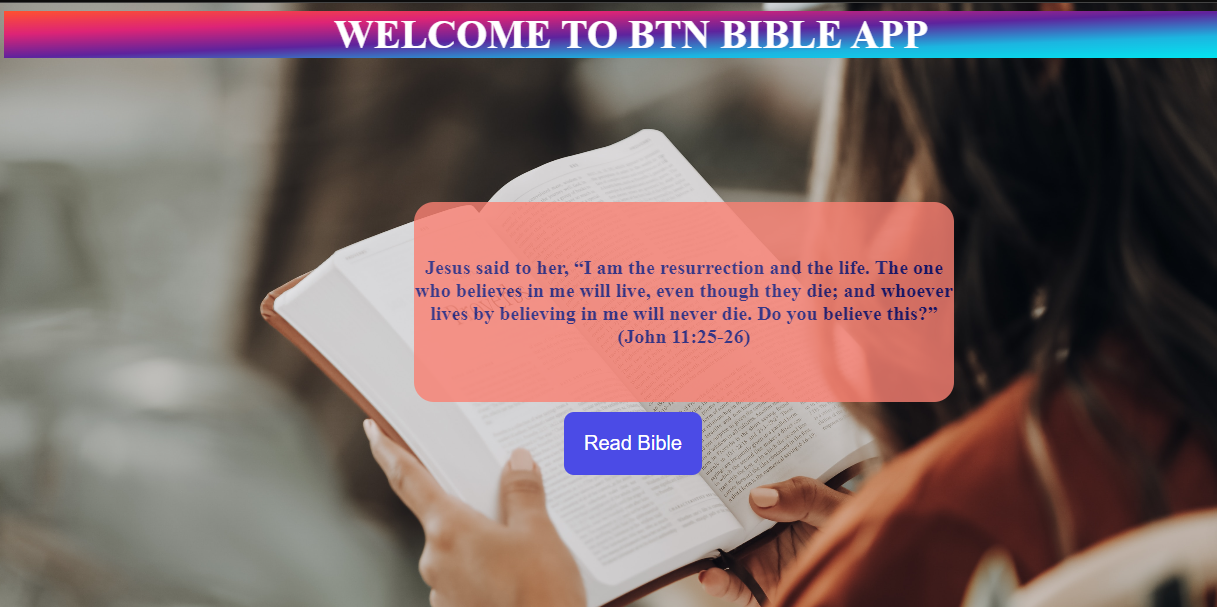 WELCOME TO BTN BIBLE APP
Jesus said to her, “I am the resurrection and the life. The one
who believes in me will live, even though they die; and whoever
lives by believing in me will never die. Do you believe this?”
(John 11:25-26)
Read Bible